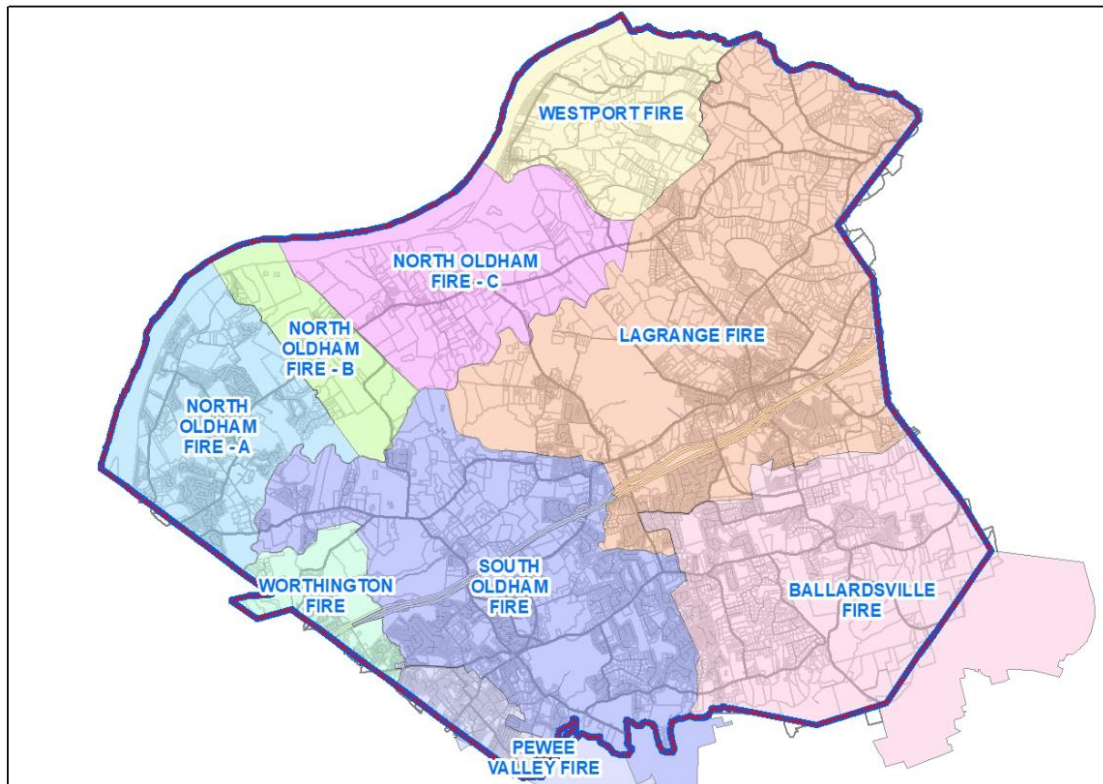 WESTPORT FIRE
NORTH OLDHAM
FIRE - C
NORTH
OLDHAM
FIRE - B
LAGRANGE FIRE
NORTH
OLDHAM
FIRE - A
WORTHINGTON
FIRE
SOUTH
OLDHAM
FIRE
BALLARDSVILLE
FIRE
PEWEE
VALLEY FIRE